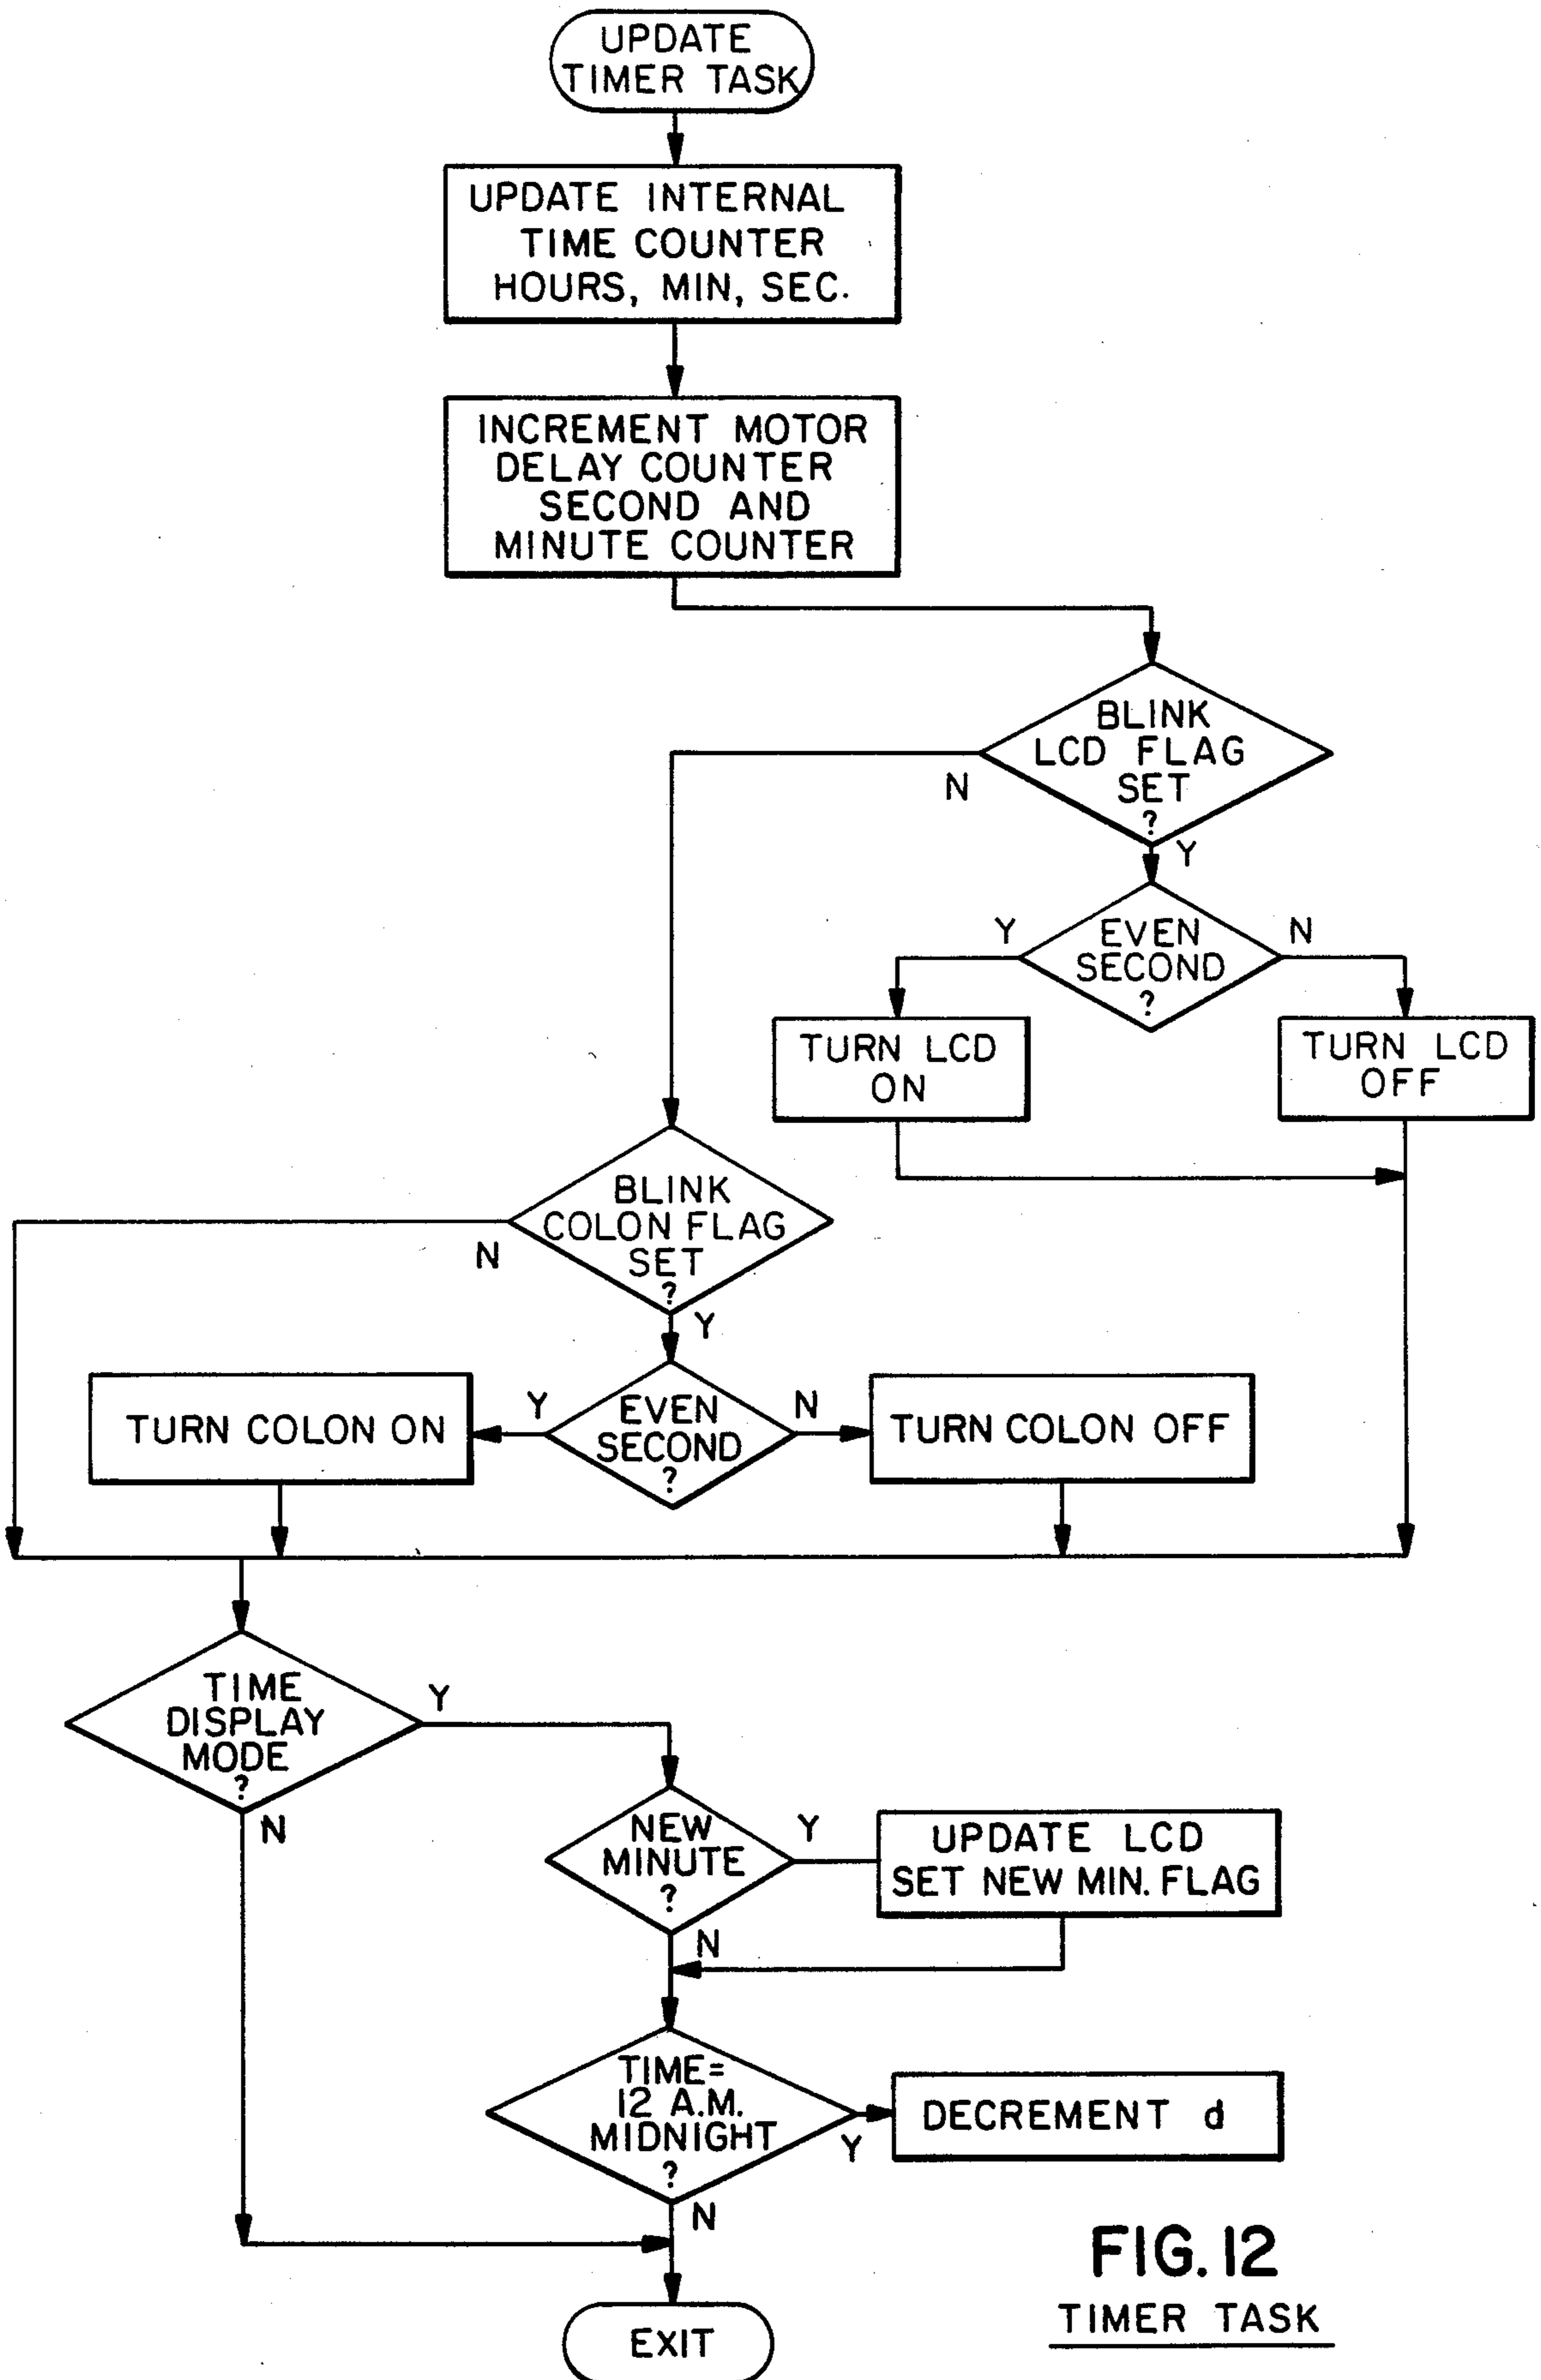 UPDATE
TIMER TASK
UPDATE INTERNAL
TIME COUNTER
HOURS, MIN, SEC.
INCREMENT MOTOR
DELAY COUNTER
SECOND AND
MINUTE COUNTER
BLINK
LCD FLAG
SET
?
N
Y
EVEN
SECOND
?
Y
N
TURN LCD
ON
TURN LCD
OFF
BLINK
COLON FLAG
SET
?
N
Y
TURN COLON ON
Y
EVEN
SECOND
?
N
TURN COLON OFF
TIME
DISPLAY
MODE
?
Y
N
NEW
MINUTE
?
Y
UPDATE LCD
SET NEW MIN. FLAG
N
TIME=
12 A.M.
MIDNIGHT
?
Y
DECREMENT d
N
EXIT
FIG. 12
TIMER TASK